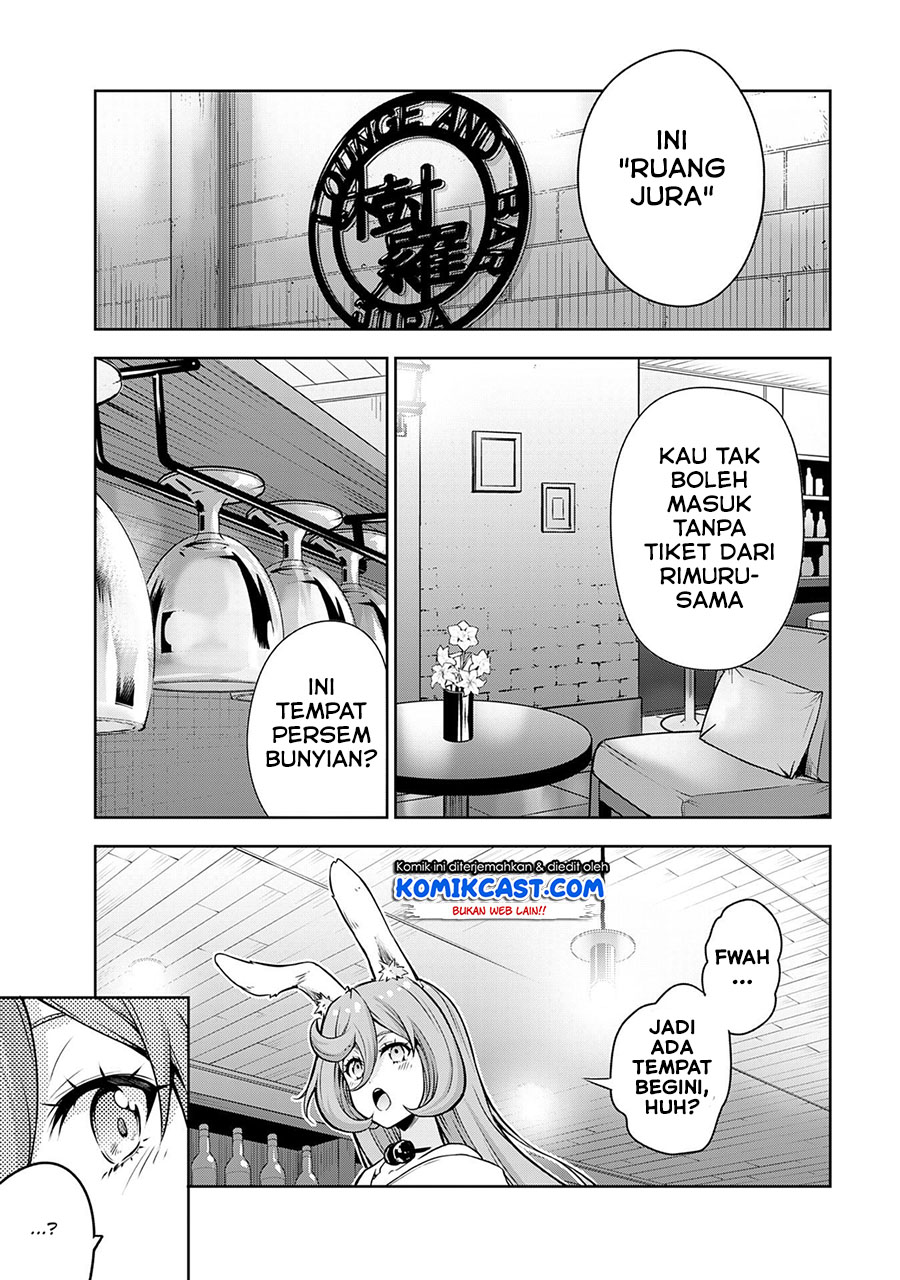 LOUNGE AND BAR
樹羅
JURA
INI
"RUANG
JURA"
KAU TAK
BOLEH
MASUK
TANPA
TIKET DARI
RIMURU-
SAMA
INI
TEMPAT
PERSEM
BUNYIAN?
Komik ini diterjemahkan & diedit oleh
KOMIKCAST.COM
BUKAN WEB LAIN!!
FWAH
...
JADI
ADA
TEMPAT
BEGINI,
HUH?
...?